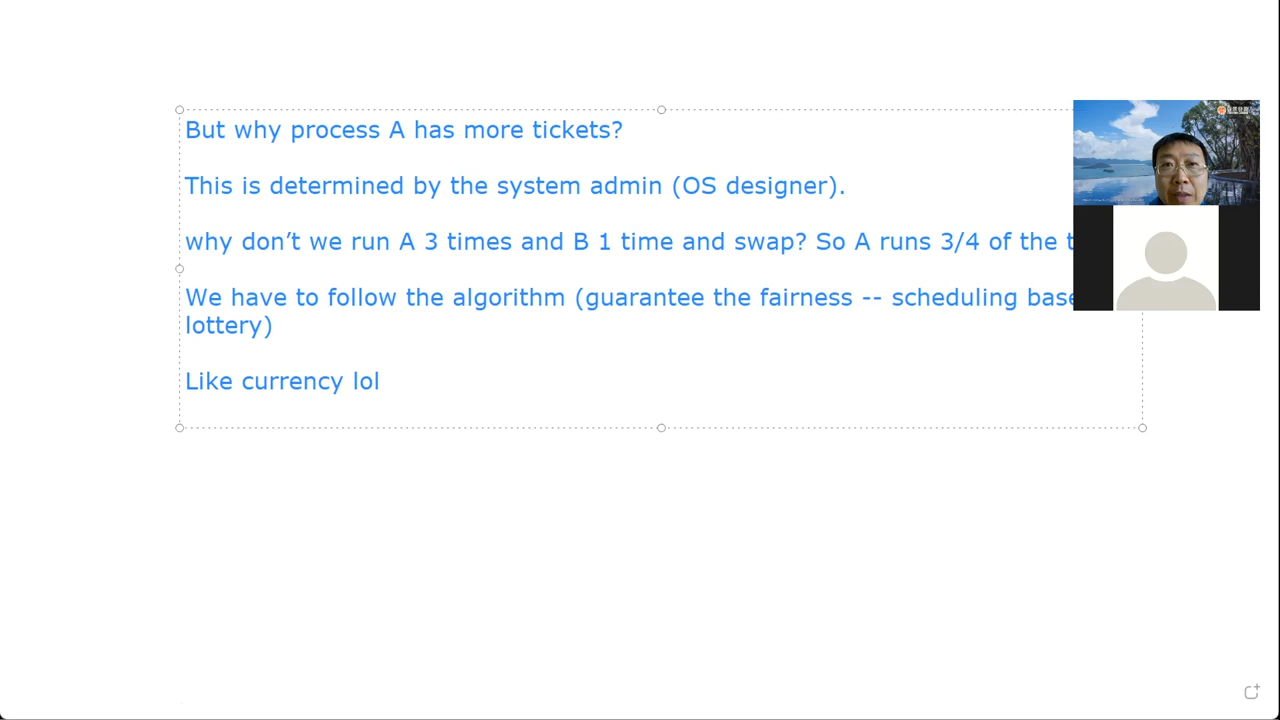 But why process A has more tickets?
This is determined by the system admin (OS designer).
why don’t we run A 3 times and B 1 time and swap? So A runs 3/4 of the
We have to follow the algorithm (guarantee the fairness -- scheduling
lottery)
Like currency lol